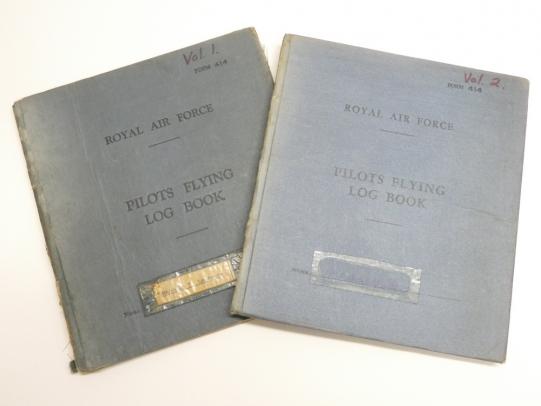 Vol. 1.
FORM 414
ROYAL AIR FORCE
PILOTS FLYING
LOG BOOK
Name
Vol. 2.
FORM 414
ROYAL AIR FORCE
PILOTS FLYING
LOG BOOK